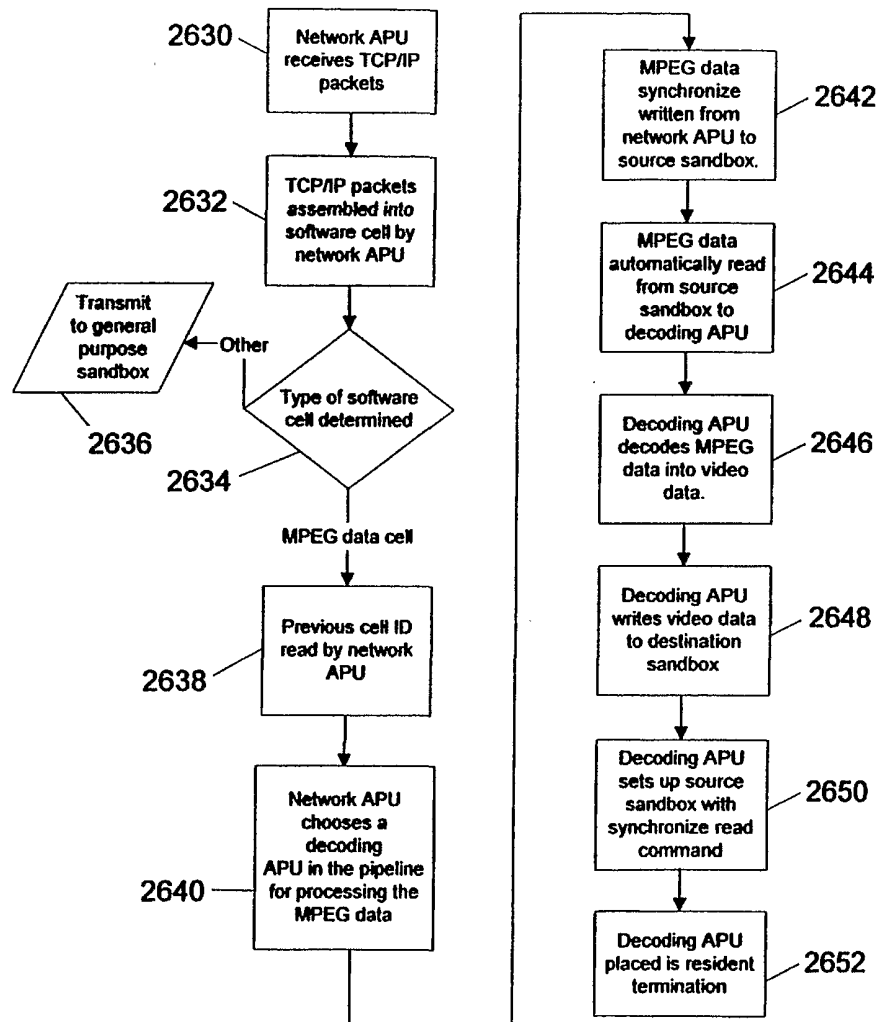 2630
Network APU
receives TCP/IP
packets
2632
TCP/IP packets
assembled into
software cell by
network APU
Transmit
to general
purpose
sandbox
Other
2636
Type of software
cell determined
2634
MPEG data cell
Previous cell ID
read by network
APU
2638
Network APU
chooses a
decoding
APU in the pipeline
for processing the
MPEG data
2640
MPEG data
synchronize
written from
network APU to
source sandbox.
2642
MPEG data
automatically read
from source
sandbox to
decoding APU
2644
Decoding APU
decodes MPEG
data into video
data.
2646
Decoding APU
writes video data
to destination
sandbox
2648
Decoding APU
sets up source
sandbox with
synchronize read
command
2650
Decoding APU
placed is resident
termination
2652